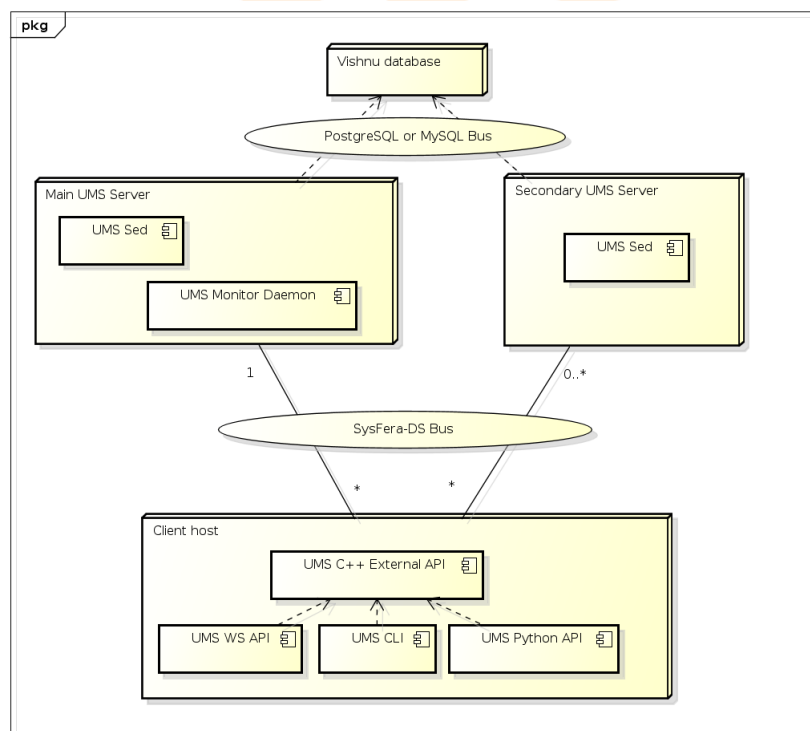 pkg
Vishnu database
PostgreSQL or MySQL Bus
Main UMS Server
UMS Sed
UMS Monitor Daemon
Secondary UMS Server
UMS Sed
1
0..*
SysFera-DS Bus
*
*
Client host
UMS C++ External API
UMS WS API
UMS CLI
UMS Python API